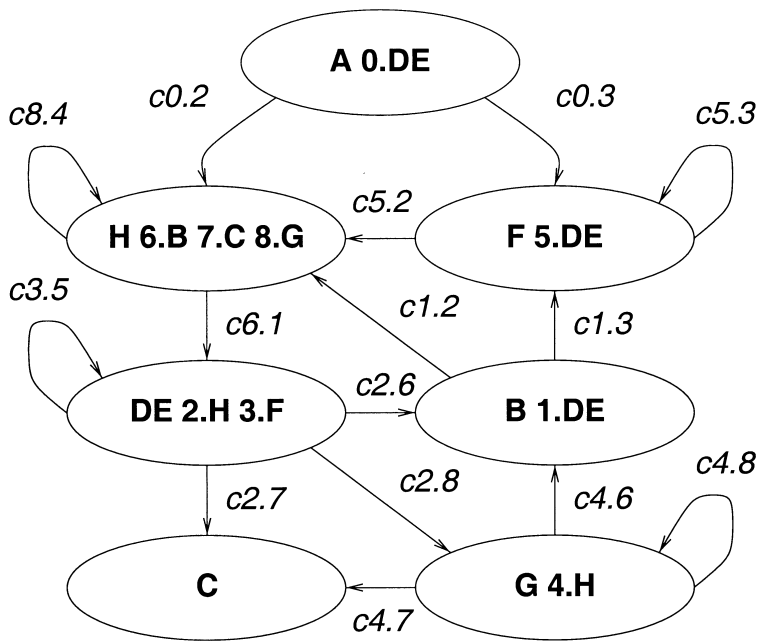 A 0.DE
c0.2
c0.3
c8.4
c5.3
c5.2
H 6.B 7.C 8.G
F 5.DE
c3.5
c6.1
c1.2
c1.3
c2.6
DE 2.H 3.F
B 1.DE
c2.7
c2.8
c4.6
c4.8
C
G 4.H
c4.7